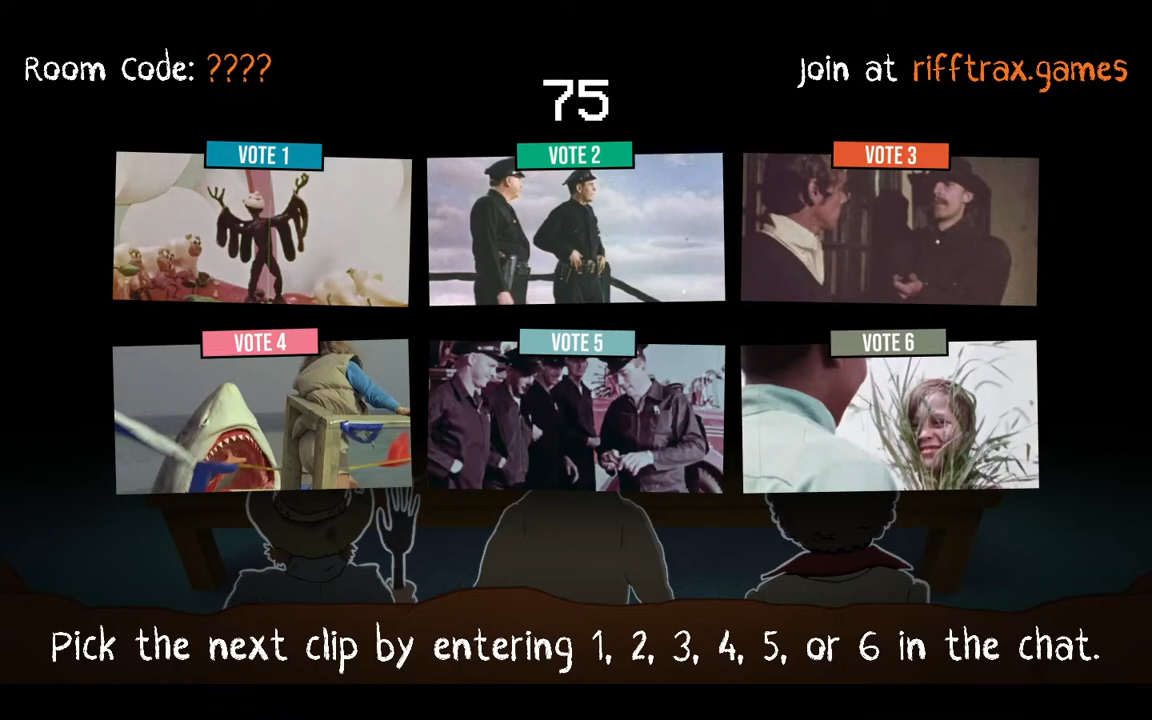 Room Code: ????
Join at rifftrax.games
75
VOTE 1
VOTE 2
VOTE 3
VOTE 4
VOTE 5
VOTE 6
Pick the next clip by entering 1, 2, 3, 4, 5, or 6 in the chat.